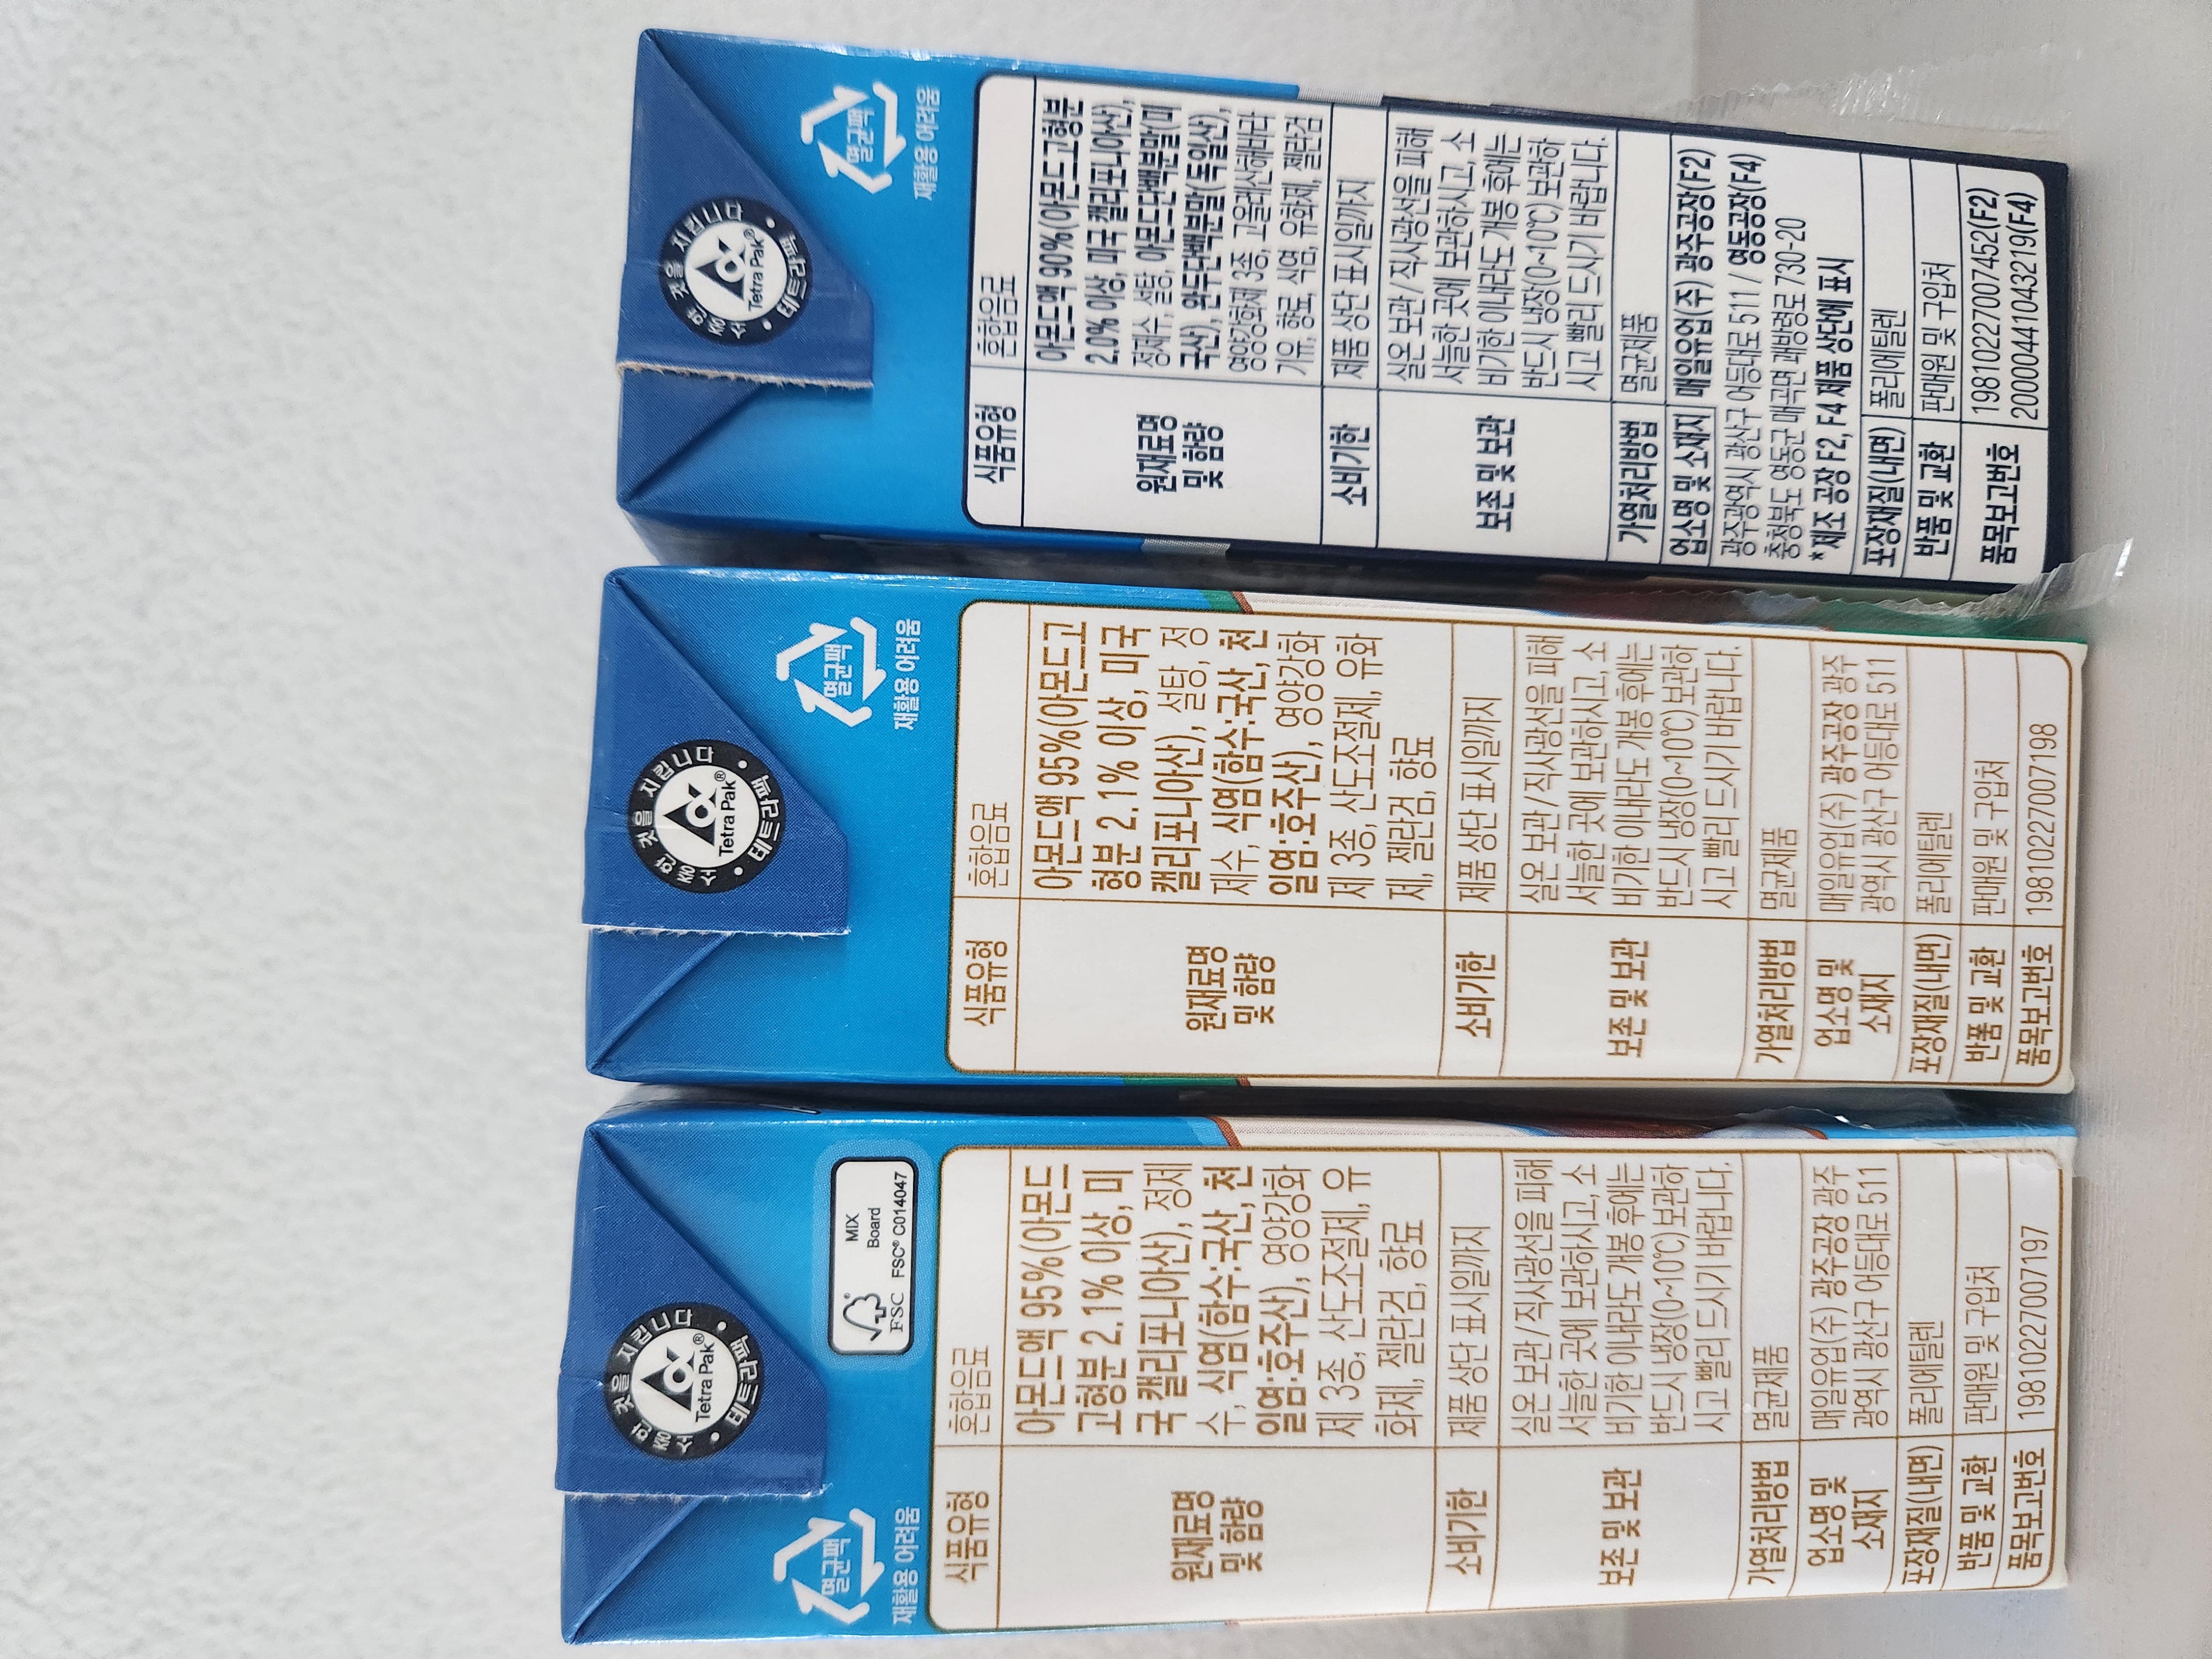 신선한 것을 지킵니다
Tetra Pak®
테트라팩
멸균팩
재활용 어려움
MIX
Board
FSC
FSC® C014047
식품유형 혼합음료
원재료명
및 함량
아몬드액 95%(아몬드
고형분 2.1% 이상, 미
국 캘리포니아산), 정제
수, 식염(함수:국산, 천
일염:호주산), 영양강화
제 3종, 산도조절제, 유
화제, 젤란검, 향료
소비기한 제품 상단 표시일까지
보존 및 보관
실온 보관 / 직사광선을 피해
서늘한 곳에 보관하시고, 소
비기한 이내라도 개봉 후에는
반드시 냉장(0~10℃) 보관하
시고 빨리 드시기 바랍니다.
가열처리방법 멸균제품
업소명 및
소재지
매일유업(주) 광주공장 광주
광역시 광산구 어등대로 511
포장재질(내면) 폴리에틸렌
반품 및 교환 판매원 및 구입처
품목보고번호 19810227007197
Tetra Pak®
테트라팩
멸균팩
재활용 어려움
식품유형 혼합음료
원재료명
및 함량
아몬드액 95%(아몬드고
형분 2.1% 이상, 미국
캘리포니아산), 설탕, 정
제수, 식염(함수:국산, 천
일염:호주산), 영양강화
제 3종, 산도조절제, 유화
제, 젤란검, 향료
소비기한 제품 상단 표시일까지
보존 및 보관
실온 보관 / 직사광선을 피해
서늘한 곳에 보관하시고, 소
비기한 이내라도 개봉 후에는
반드시 냉장(0~10℃) 보관하
시고 빨리 드시기 바랍니다.
가열처리방법 멸균제품
업소명 및
소재지
매일유업(주) 광주공장 광주
광역시 광산구 어등대로 511
포장재질(내면) 폴리에틸렌
반품 및 교환 판매원 및 구입처
품목보고번호 19810227007198
Tetra Pak®
테트라팩
멸균팩
재활용 어려움
식품유형 혼합음료
원재료명
및 함량
아몬드액 90%(아몬드고형분
2.0% 이상, 미국 캘리포니아산),
정제수, 설탕, 아몬드단백분말(미
국산), 완두단백분말(독일산),
영양강화제 3종, 고올레산해바라
기유, 향료, 식염, 유화제, 젤란검
소비기한 제품 상단 표시일까지
보존 및 보관
실온 보관 / 직사광선을 피해
서늘한 곳에 보관하시고, 소
비기한 이내라도 개봉 후에는
반드시 냉장(0~10℃) 보관하
시고 빨리 드시기 바랍니다.
가열처리방법 멸균제품
업소명 및 소재지 매일유업(주) 광주공장(F2)
광주광역시 광산구 어등대로 511 / 영동공장(F4)
충청북도 영동군 매곡면 괘방령로 730-20
*제조 공장 F2, F4 제품 상단에 표시
포장재질(내면) 폴리에틸렌
반품 및 교환 판매원 및 구입처
품목보고번호
19810227007452(F2)
20000441043219(F4)